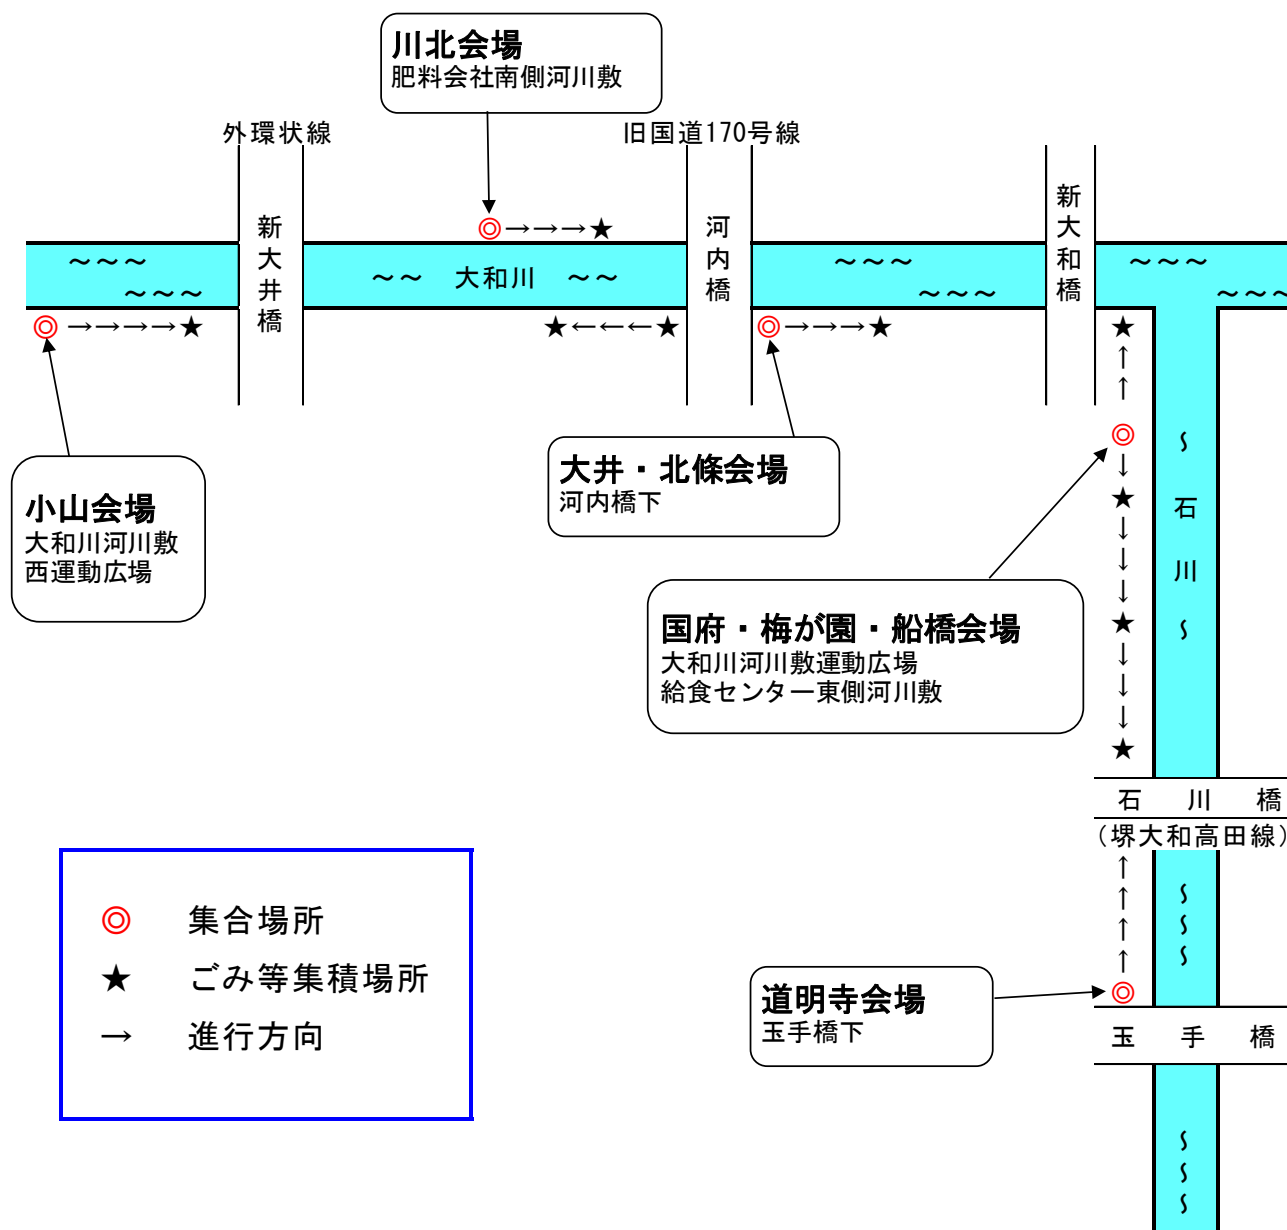 川北会場
肥料会社南側河川敷
外環状線
旧国道170号線
新大井橋
河内橋
新大和橋
◎→→→★
～～～
～～～
～～ 大和川 ～～
～～～
～～～
～～～
～～～
◎→→→→★
★←←←★
◎→→→★
★
↑
↑
◎
↓
★
↓
↓
↓
★
↓
↓
↓
★
～
石
川
～
小山会場
大和川河川敷
西運動広場
大井・北條会場
河内橋下
国府・梅が園・船橋会場
大和川河川敷運動広場
給食センター東側河川敷
石川橋
(堺大和高田線)
↑
↑
↑
↑
◎
～
～
～
道明寺会場
玉手橋下
玉手橋
～
～
～
◎ 集合場所
★ ごみ等集積場所
→ 進行方向